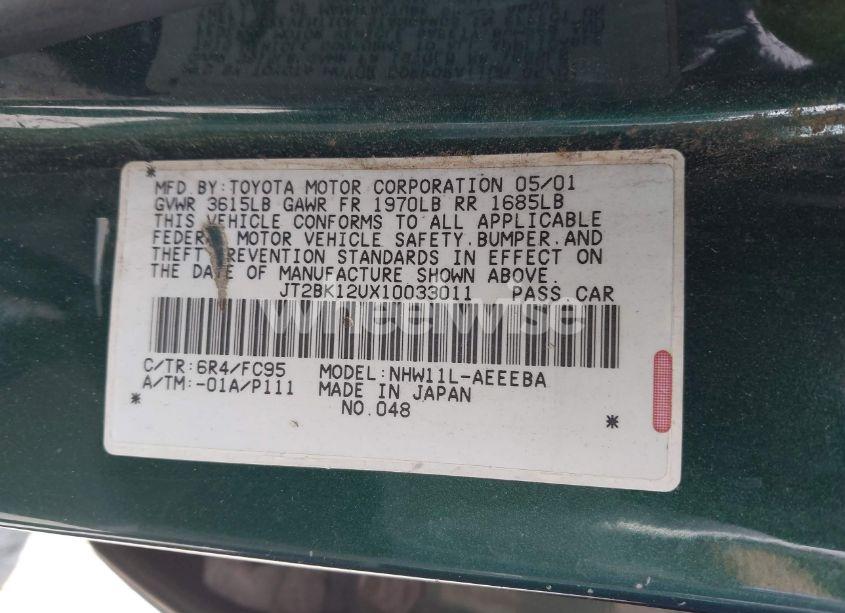 MFD. BY: TOYOTA MOTOR CORPORATION 05/01
GVWR 3615LB GAWR FR 1970LB RR 1685LB
THIS VEHICLE CONFORMS TO ALL APPLICABLE
FEDERAL MOTOR VEHICLE SAFETY, BUMPER, AND
THEFT PREVENTION STANDARDS IN EFFECT ON
THE DATE OF MANUFACTURE SHOWN ABOVE.
JT2BK12UX10033011 PASS CAR
wheelwise
C/TR: 6R4/FC95 MODEL: NHW11L-AEEEBA
A/TM: -01A/P111 MADE IN JAPAN
NO. 048